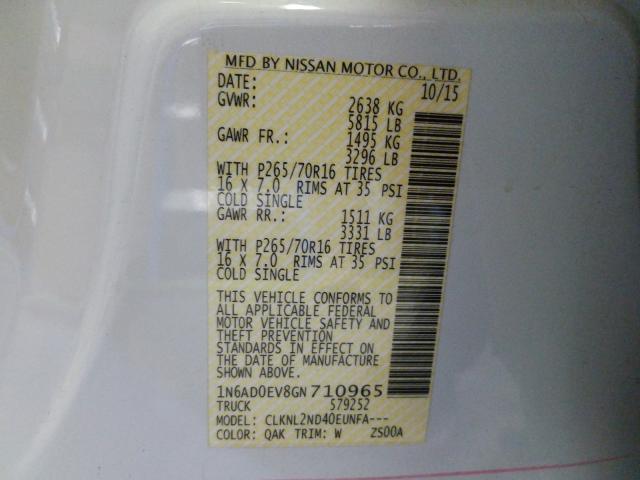 MFD BY NISSAN MOTOR CO., LTD.
DATE: 10/15
GVWR: 2638 KG
5815 LB
GAWR FR.: 1495 KG
3296 LB
WITH P265/70R16 TIRES
16 X 7.0 RIMS AT 35 PSI
COLD SINGLE
GAWR RR.: 1511 KG
3331 LB
WITH P265/70R16 TIRES
16 X 7.0 RIMS AT 35 PSI
COLD SINGLE
THIS VEHICLE CONFORMS TO
ALL APPLICABLE FEDERAL
MOTOR VEHICLE SAFETY AND
THEFT PREVENTION
STANDARDS IN EFFECT ON
THE DATE OF MANUFACTURE
SHOWN ABOVE.
1N6AD0EV8GN710965
TRUCK 579252
MODEL: CLKNL2ND40EUNFA---
COLOR: QAK TRIM: W ZS00A